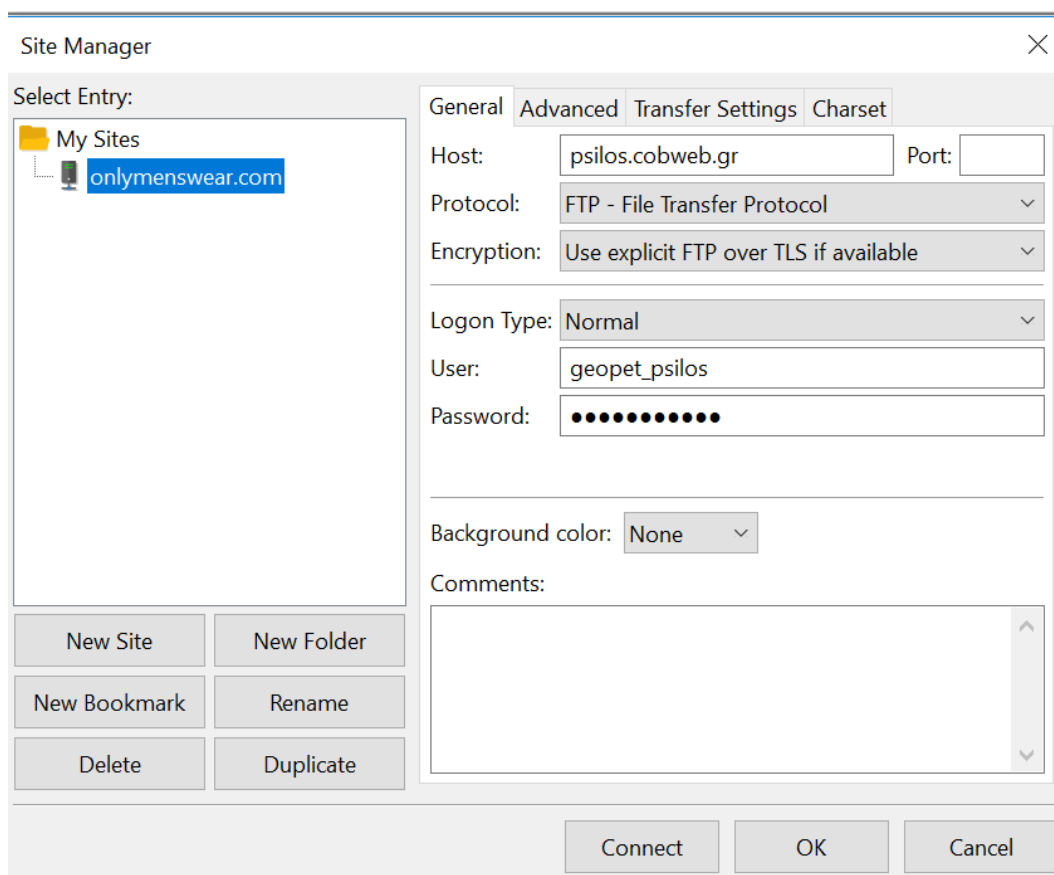 Site Manager
Select Entry:
My Sites
onlymenswear.com
New Site
New Folder
New Bookmark
Rename
Delete
Duplicate
General Advanced Transfer Settings Charset
Host: psilos.cobweb.gr Port:
Protocol: FTP - File Transfer Protocol
Encryption: Use explicit FTP over TLS if available
Logon Type: Normal
User: geopet_psilos
Password: ●●●●●●●●●●●
Background color: None
Comments:
Connect OK Cancel